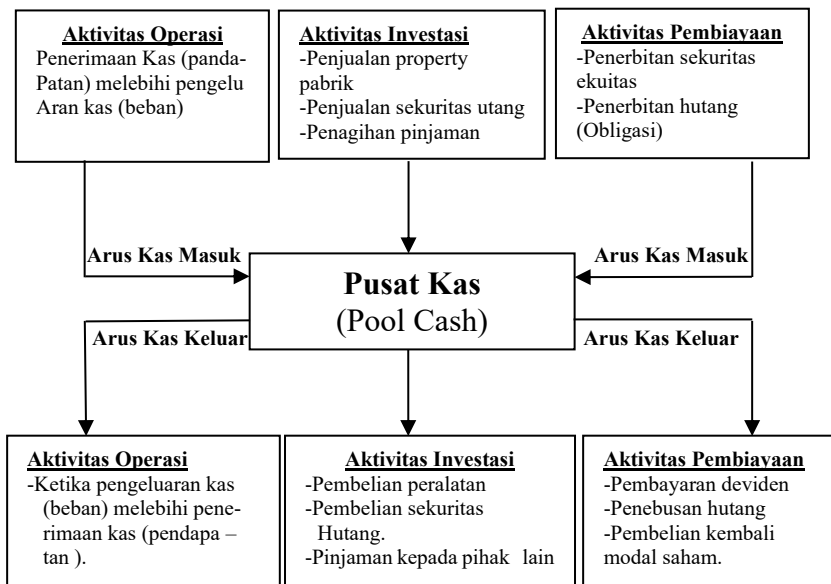 Aktivitas Operasi
Penerimaan Kas (panda-
Patan) melebihi pengelu
Aran kas (beban)
Aktivitas Investasi
-Penjualan property
pabrik
-Penjualan sekuritas utang
-Penagihan pinjaman
Aktivitas Pembiayaan
-Penerbitan sekuritas
ekuitas
-Penerbitan hutang
(Obligasi)
Arus Kas Masuk
Arus Kas Masuk
Pusat Kas
(Pool Cash)
Arus Kas Keluar
Arus Kas Keluar
Aktivitas Operasi
-Ketika pengeluaran kas
(beban) melebihi pene-
rimaan kas (pendapa –
tan ).
Aktivitas Investasi
-Pembelian peralatan
-Pembelian sekuritas
Hutang.
-Pinjaman kepada pihak lain
Aktivitas Pembiayaan
-Pembayaran deviden
-Penebusan hutang
-Pembelian kembali
modal saham.